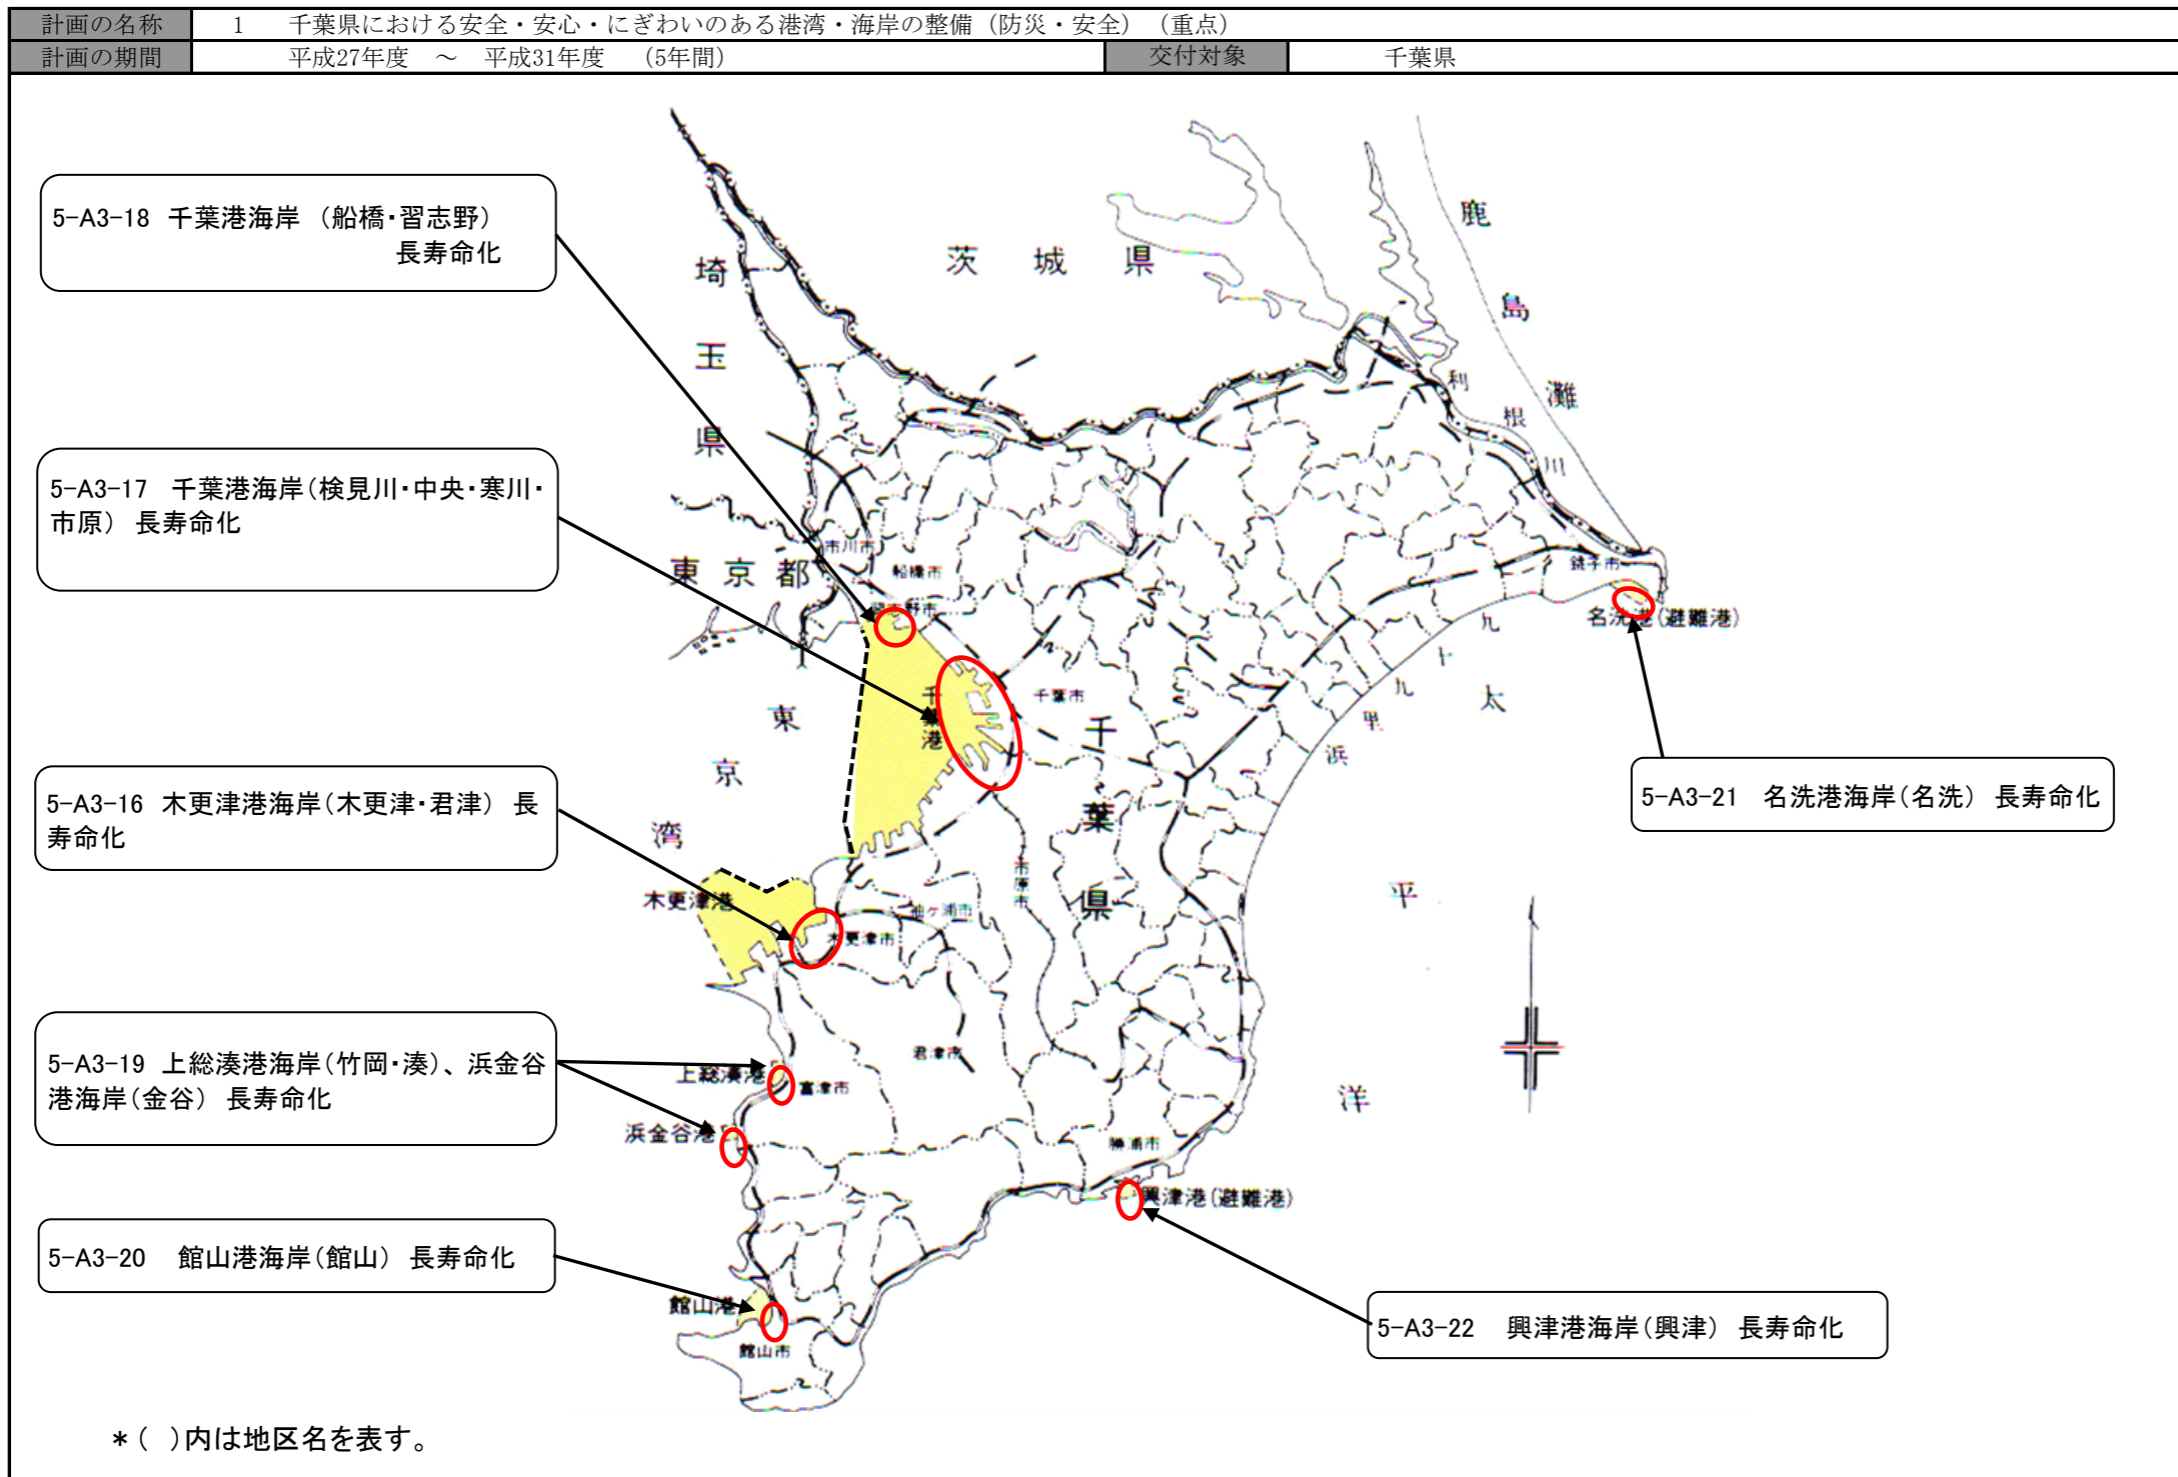 計画の名称 1 千葉県における安全・安心・にぎわいのある港湾・海岸の整備（防災・安全）（重点）
計画の期間 平成27年度 ～ 平成31年度 （5年間） 交付対象 千葉県
5-A3-18 千葉港海岸 （船橋・習志野）
長寿命化
5-A3-17 千葉港海岸（検見川・中央・寒川・
市原） 長寿命化
5-A3-16 木更津港海岸（木更津・君津） 長
寿命化
5-A3-19 上総湊港海岸（竹岡・湊）、浜金谷
港海岸（金谷） 長寿命化
5-A3-20 館山港海岸（館山） 長寿命化
5-A3-21 名洗港海岸（名洗） 長寿命化
5-A3-22 興津港海岸（興津） 長寿命化
埼玉県
茨城県
鹿島灘
利根川
東京都
市川市
船橋市
習志野市
銚子市
名洗港(避難港)
九十九里浜
太平洋
東京湾
千葉港
千葉市
千葉県
市原市
木更津港
袖ヶ浦市
木更津市
君津市
上総湊港
富津市
浜金谷港
勝浦市
興津港(避難港)
館山港
館山市
＊（ ）内は地区名を表す。